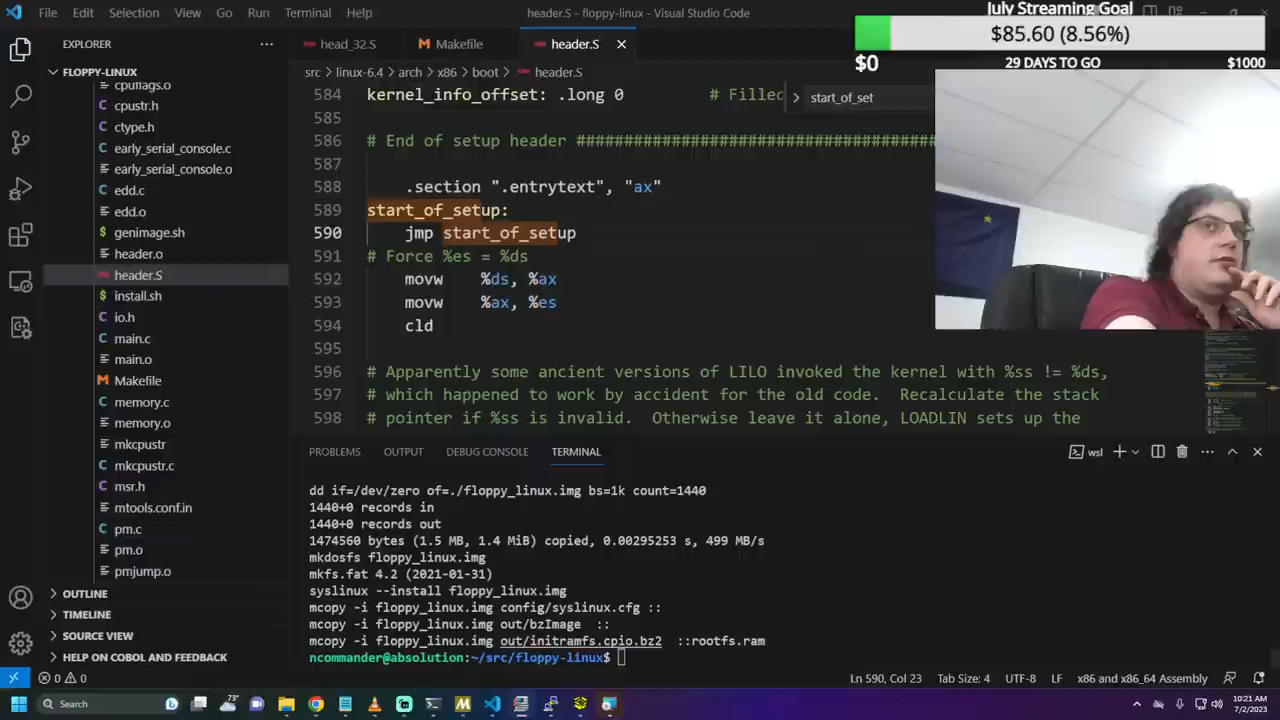 File Edit Selection View Go Run Terminal Help
header.S - floppy-linux - Visual Studio Code
July Streaming Goal
$85.60 (8.56%)
$0 29 DAYS TO GO $1000
EXPLORER
FLOPPY-LINUX
cpuflags.o
cpustr.h
ctype.h
early_serial_console.c
early_serial_console.o
edd.c
edd.o
genimage.sh
header.o
header.S
install.sh
io.h
main.c
main.o
Makefile
memory.c
memory.o
mkcpustr
mkcpustr.c
msr.h
mtools.conf.in
pm.c
pm.o
pmjump.o
OUTLINE
TIMELINE
SOURCE VIEW
HELP ON COBOL AND FEEDBACK
head_32.S Makefile header.S
src > linux-6.4 > arch > x86 > boot > header.S
start_of_set
584 kernel_info_offset: .long 0 # Filled
585
586 # End of setup header ######################################
587
588 .section ".entrytext", "ax"
589 start_of_setup:
590 jmp start_of_setup
591 # Force %es = %ds
592 movw %ds, %ax
593 movw %ax, %es
594 cld
595
596 # Apparently some ancient versions of LILO invoked the kernel with %ss != %ds,
597 # which happened to work by accident for the old code. Recalculate the stack
598 # pointer if %ss is invalid. Otherwise leave it alone, LOADLIN sets up the
PROBLEMS OUTPUT DEBUG CONSOLE TERMINAL
wsl
dd if=/dev/zero of=./floppy_linux.img bs=1k count=1440
1440+0 records in
1440+0 records out
1474560 bytes (1.5 MB, 1.4 MiB) copied, 0.00295253 s, 499 MB/s
mkdosfs floppy_linux.img
mkfs.fat 4.2 (2021-01-31)
syslinux --install floppy_linux.img
mcopy -i floppy_linux.img config/syslinux.cfg ::
mcopy -i floppy_linux.img out/bzImage ::
mcopy -i floppy_linux.img out/initramfs.cpio.bz2 ::rootfs.ram
ncommander@absolution:~/src/floppy-linux$
0 0 Ln 590, Col 23 Tab Size: 4 UTF-8 LF x86 and x86_64 Assembly
Search
73°
10:21 AM
7/2/2023